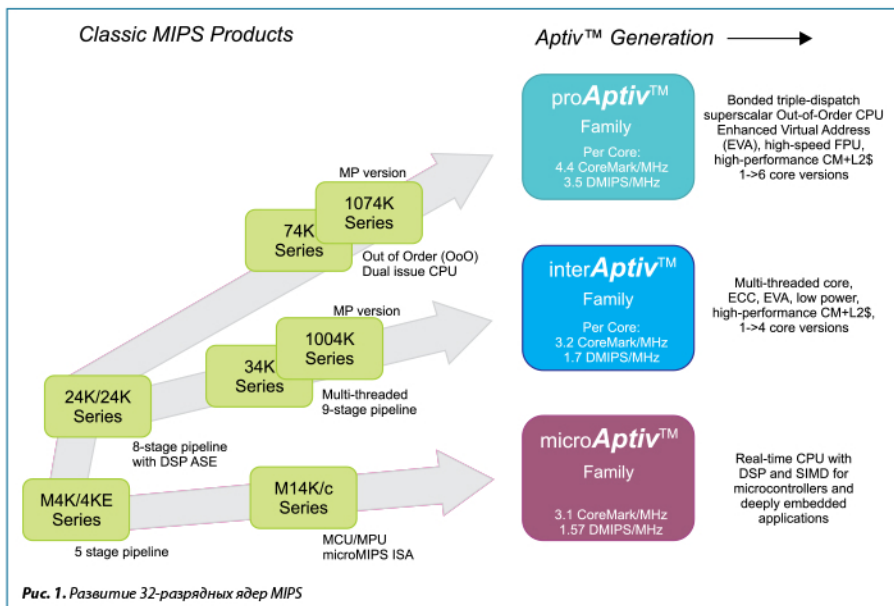 Classic MIPS Products
Aptiv™ Generation
proAptiv™
Family
Per Core:
4.4 CoreMark/MHz
3.5 DMIPS/MHz
Bonded triple-dispatch
superscalar Out-of-Order CPU
Enhanced Virtual Address
(EVA), high-speed FPU,
high-performance CM+L2$
1->6 core versions
MP version
1074K
Series
74K
Series
Out of Order (OoO)
Dual issue CPU
interAptiv™
Family
Per Core:
3.2 CoreMark/MHz
1.7 DMIPS/MHz
Multi-threaded core,
ECC, EVA, low power,
high-performance CM+L2$,
1->4 core versions
MP version
1004K
Series
34K
Series
Multi-threaded
9-stage pipeline
24K/24K
Series
8-stage pipeline
with DSP ASE
microAptiv™
Family
3.1 CoreMark/MHz
1.57 DMIPS/MHz
Real-time CPU with
DSP and SIMD for
microcontrollers and
deeply embedded
applications
M4K/4KE
Series
5 stage pipeline
M14K/c
Series
MCU/MPU
microMIPS ISA
Рис. 1. Развитие 32-разрядных ядер MIPS